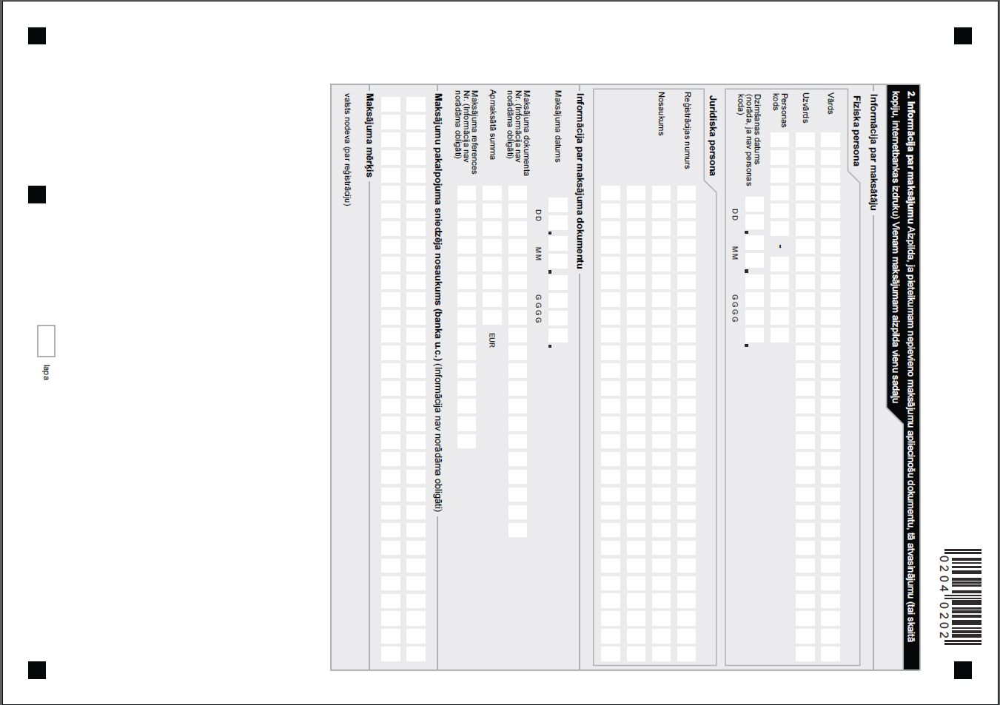 0204 0202
2. Informācija par maksājumu Aizpilda, ja pieteikumam nepievieno maksājumu apliecinošu dokumentu, tā atvasinājumu (tai skaitā
kopiju, internetbankas izdruku) Vienam maksājumam aizpilda vienu sadaļu
Informācija par maksātāju
Fiziska persona
Vārds
Uzvārds
Personas
kods
-
Dzimšanas datums
(norāda, ja nav personas
koda)
DD MM GGGG
Juridiska persona
Reģistrācijas numurs
Nosaukums
Informācija par maksājuma dokumentu
Maksājuma datums
DD MM GGGG
Maksājuma dokumenta
Nr. (Informācija nav
norādāma obligāti)
Apmaksātā summa
EUR
Maksājuma references
Nr. (Informācija nav
norādāma obligāti)
Maksājumu pakalpojuma sniedzēja nosaukums (banka u.c.) (Informācija nav norādāma obligāti)
Maksājuma mērķis
valsts nodeva (par reģistrāciju)
lapa